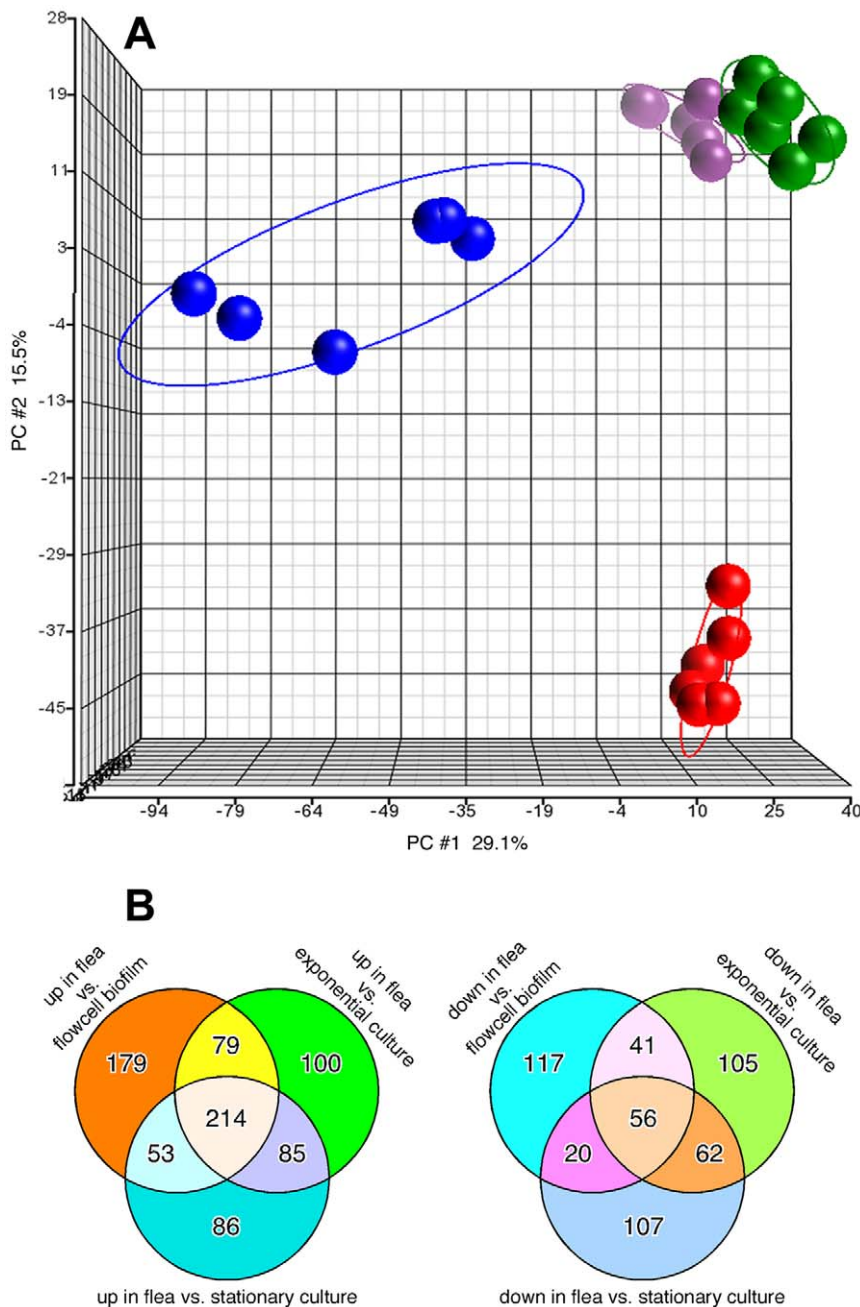 A
28
19
11
3
-4
-13
-21
-29
-37
-45
PC #2 15.5%
-94
-79
-64
-49
-35
-19
-4
10
25
40
PC #1 29.1%
B
up in flea
vs.
flowcell biofilm
up in flea
vs.
exponential culture
179
79
100
214
53
85
86
up in flea vs. stationary culture
down in flea
vs.
flowcell biofilm
down in flea
vs.
exponential culture
117
41
105
56
20
62
107
down in flea vs. stationary culture